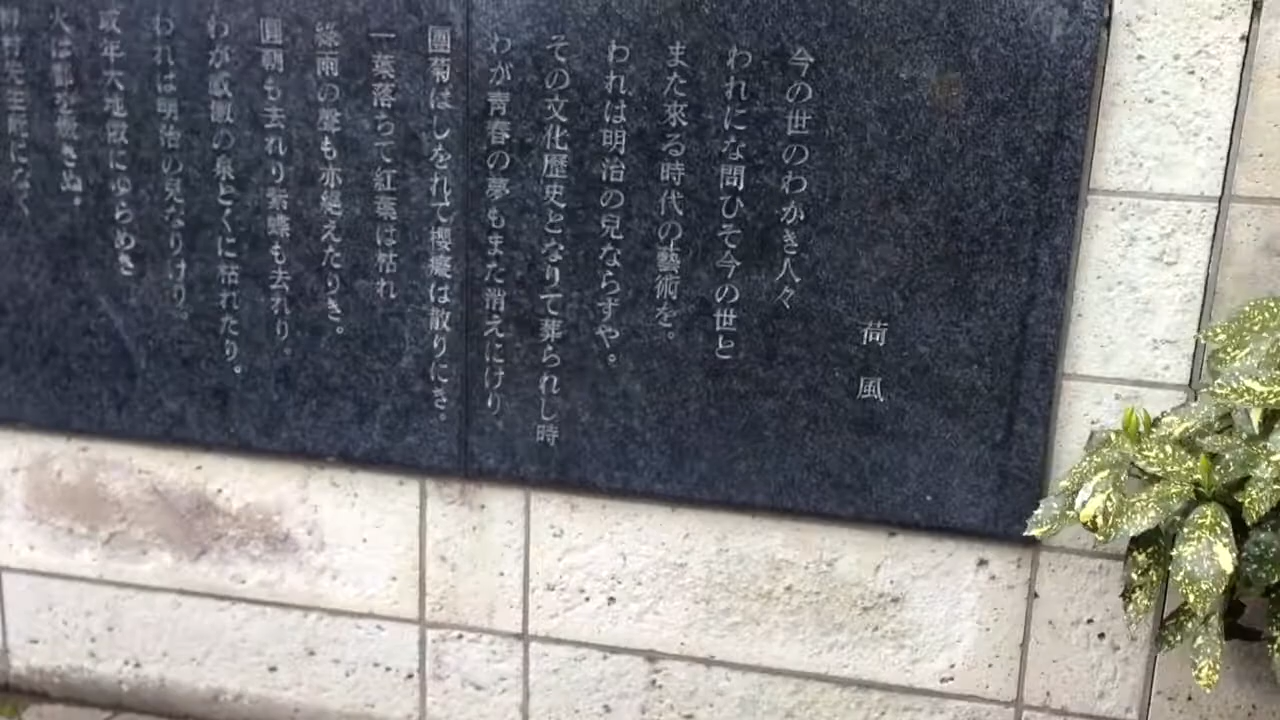 荷風
今の世のわかき人々
われにな問ひそ今の世と
また來る時代の藝術を。
われは明治の兒ならずや。
その文化歴史となりて葬られし時
わが青春の夢もまた消えにけり。
團菊はしをれて櫻癡は散りにき。
一葉落ちて紅葉は枯れ
緑雨の聲も亦絶えたりき。
圓朝も去れり紫蝶も去れり。
わが感激の泉とくに枯れたり。
われは明治の兒なりけり。
或年大地俄にゆらめき
火は都を燬きぬ。
柳村先生既になく